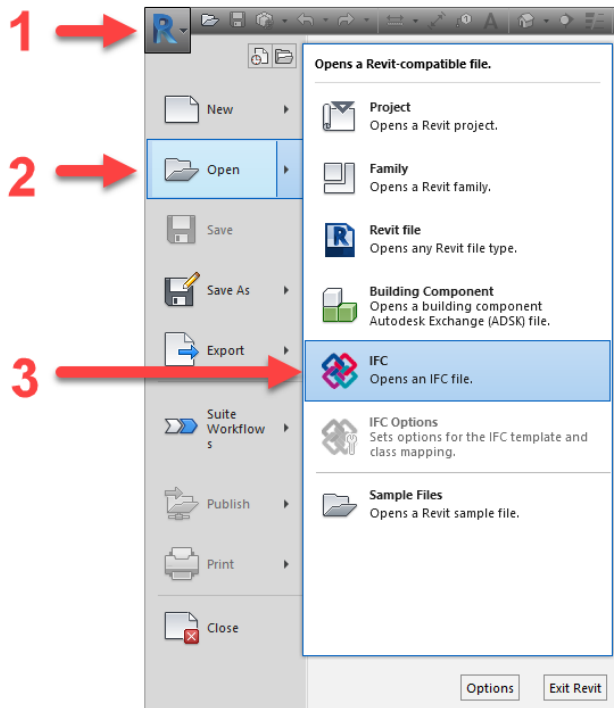 1
R
A
Opens a Revit-compatible file.
New
Project
Opens a Revit project.
2
Open
Family
Opens a Revit family.
Save
R
Revit file
Opens any Revit file type.
Save As
Building Component
Opens a building component
Autodesk Exchange (ADSK) file.
3
Export
IFC
Opens an IFC file.
Suite
Workflow
s
IFC Options
Sets options for the IFC template and
class mapping.
Publish
Sample Files
Opens a Revit sample file.
Print
Close
Options
Exit Revit